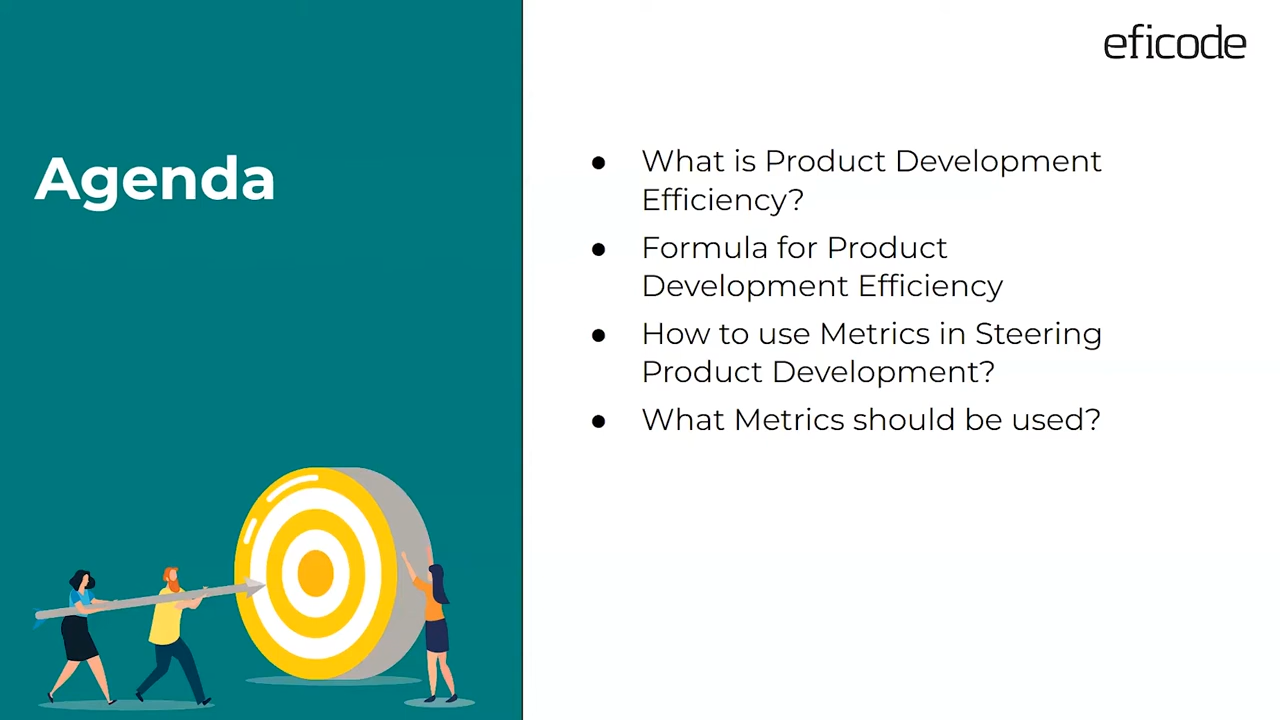 eficode
Agenda
● What is Product Development
Efficiency?
● Formula for Product
Development Efficiency
● How to use Metrics in Steering
Product Development?
● What Metrics should be used?